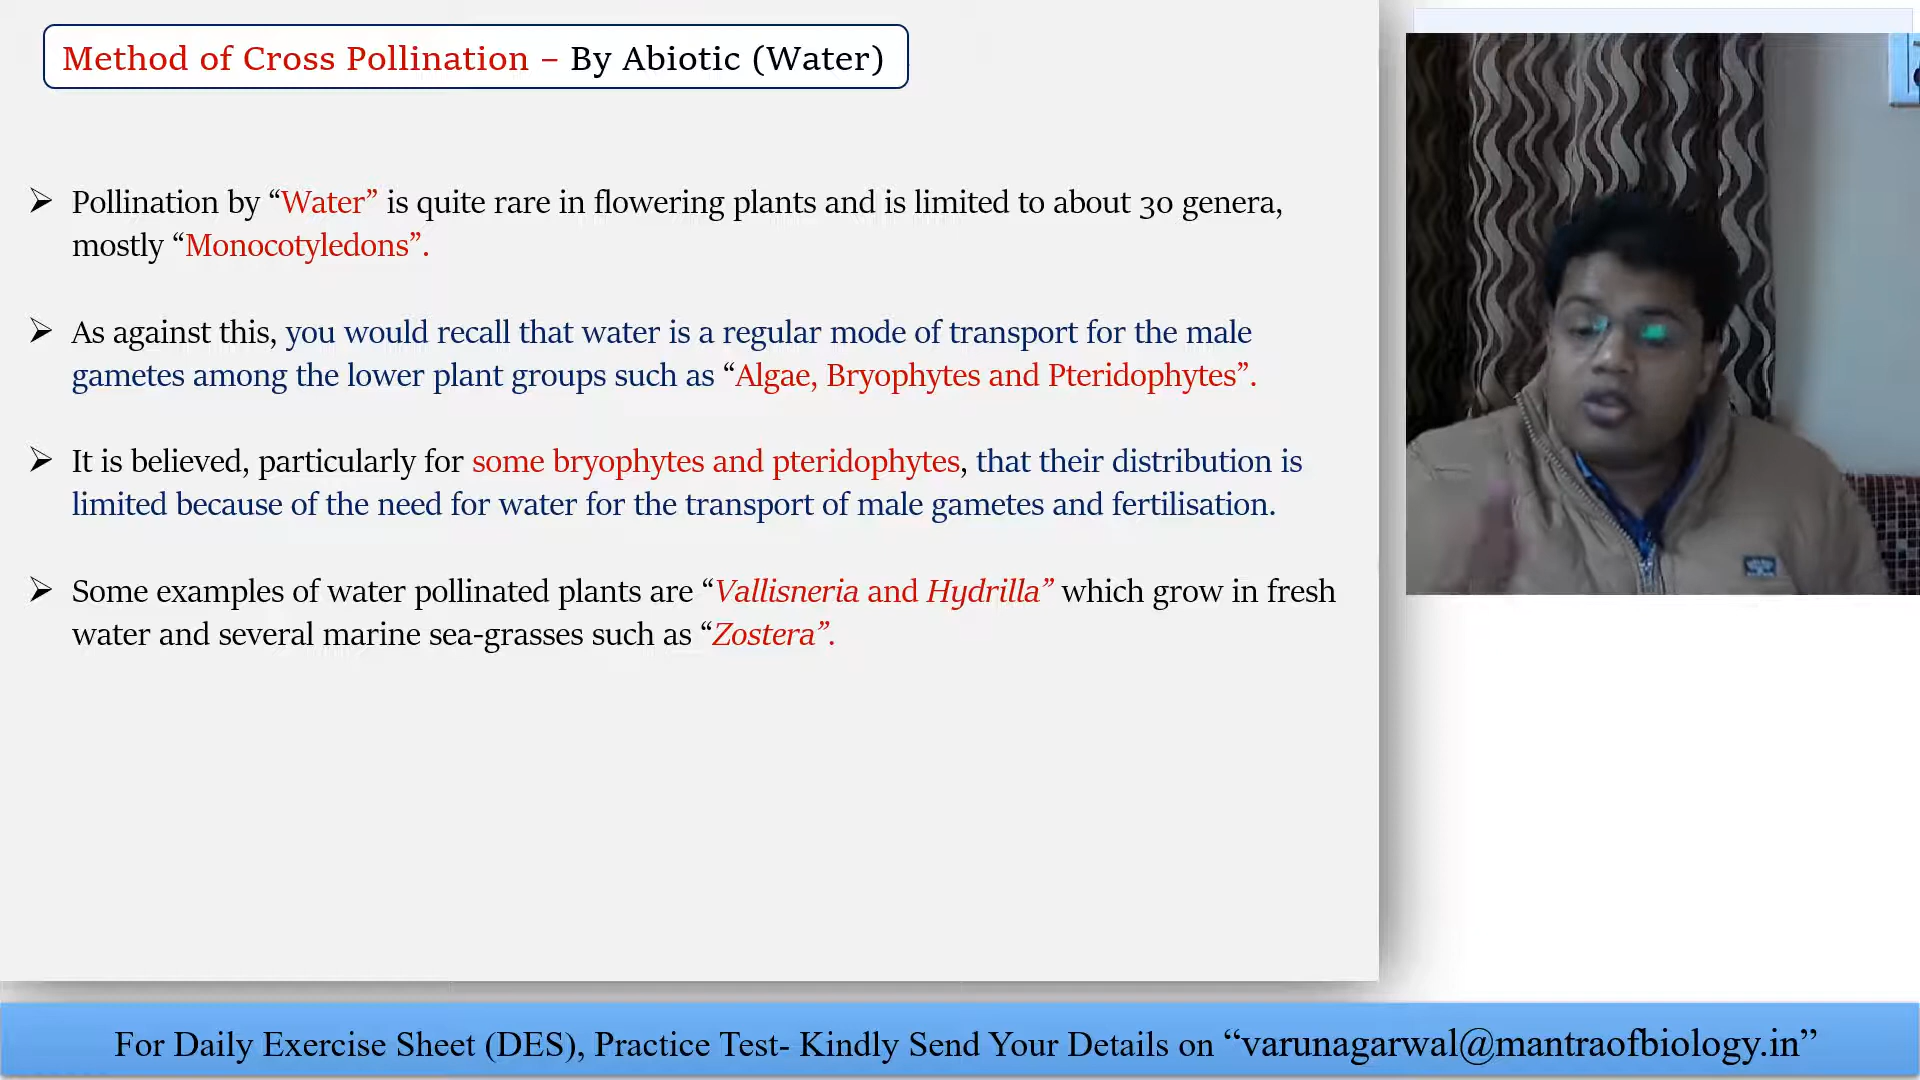 Method of Cross Pollination – By Abiotic (Water)
Pollination by “Water” is quite rare in flowering plants and is limited to about 30 genera,
mostly “Monocotyledons”.
As against this, you would recall that water is a regular mode of transport for the male
gametes among the lower plant groups such as “Algae, Bryophytes and Pteridophytes”.
It is believed, particularly for some bryophytes and pteridophytes, that their distribution is
limited because of the need for water for the transport of male gametes and fertilisation.
Some examples of water pollinated plants are “Vallisneria and Hydrilla” which grow in fresh
water and several marine sea-grasses such as “Zostera”.
For Daily Exercise Sheet (DES), Practice Test- Kindly Send Your Details on “varunagarwal@mantraofbiology.in”